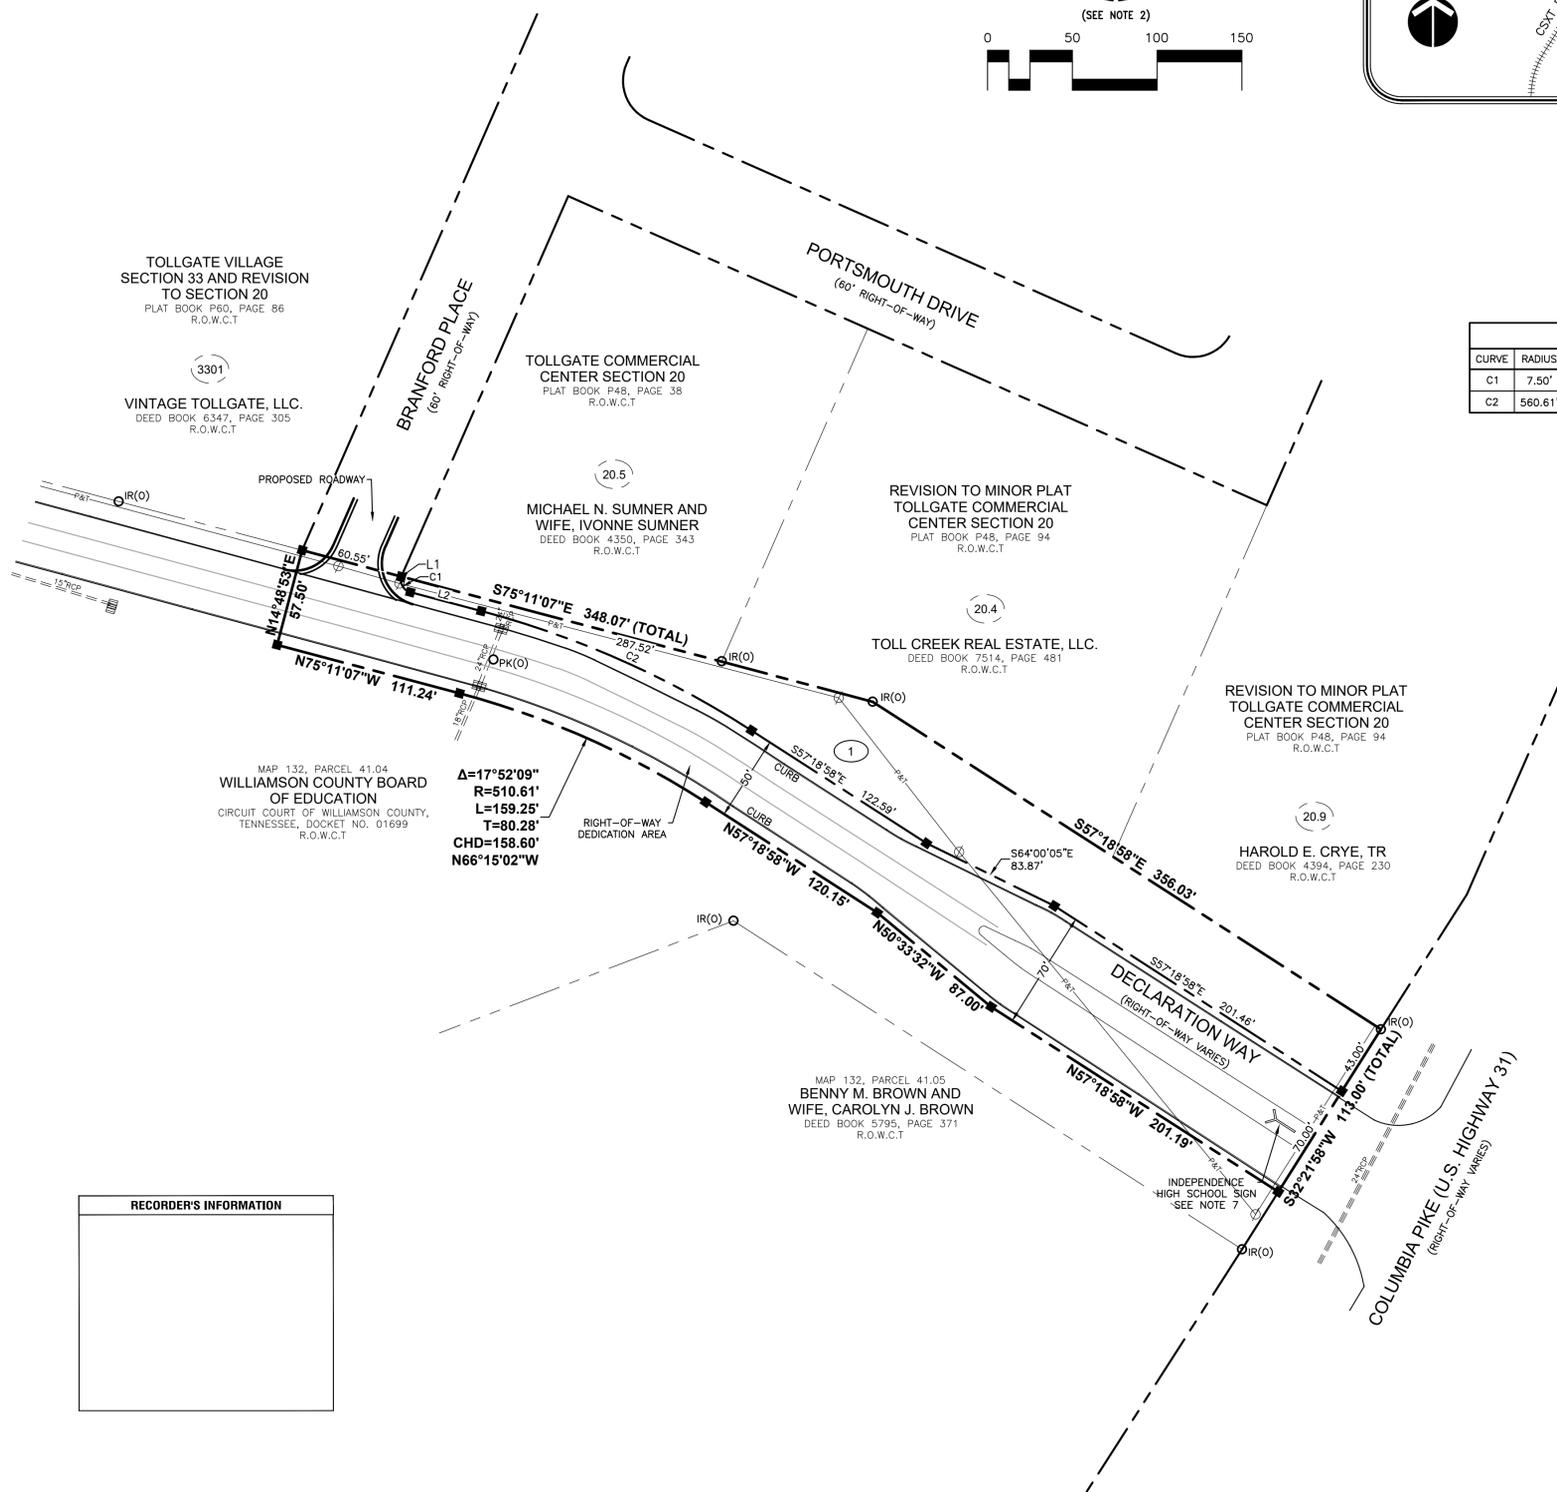 (SEE NOTE 2)
0 50 100 150
CSXT
TOLLGATE VILLAGE
SECTION 33 AND REVISION
TO SECTION 20
PLAT BOOK P60, PAGE 86
R.O.W.C.T
3301
VINTAGE TOLLGATE, LLC.
DEED BOOK 6347, PAGE 305
R.O.W.C.T
BRANFORD PLACE
(60' RIGHT-OF-WAY)
PORTSMOUTH DRIVE
(60' RIGHT-OF-WAY)
TOLLGATE COMMERCIAL
CENTER SECTION 20
PLAT BOOK P48, PAGE 38
R.O.W.C.T
20.5
MICHAEL N. SUMNER AND
WIFE, IVONNE SUMNER
DEED BOOK 4350, PAGE 343
R.O.W.C.T
CURVE RADIUS
C1 7.50'
C2 560.61'
REVISION TO MINOR PLAT
TOLLGATE COMMERCIAL
CENTER SECTION 20
PLAT BOOK P48, PAGE 94
R.O.W.C.T
20.4
TOLL CREEK REAL ESTATE, LLC.
DEED BOOK 7514, PAGE 481
R.O.W.C.T
REVISION TO MINOR PLAT
TOLLGATE COMMERCIAL
CENTER SECTION 20
PLAT BOOK P48, PAGE 94
R.O.W.C.T
20.9
HAROLD E. CRYE, TR
DEED BOOK 4394, PAGE 230
R.O.W.C.T
PROPOSED ROADWAY
P&T
IR(O)
60.55'
L1
C1
L2
S75°11'07"E 348.07' (TOTAL)
P&T
287.52'
C2
IR(O)
IR(O)
N14°48'53"E
57.50'
15"RCP
24"RCP
PK(O)
24"RCP
18"RCP
N75°11'07"W 111.24'
MAP 132, PARCEL 41.04
WILLIAMSON COUNTY BOARD
OF EDUCATION
CIRCUIT COURT OF WILLIAMSON COUNTY,
TENNESSEE, DOCKET NO. 01699
R.O.W.C.T
Δ=17°52'09"
R=510.61'
L=159.25'
T=80.28'
CHD=158.60'
N66°15'02"W
RIGHT-OF-WAY
DEDICATION AREA
50'
CURB
CURB
1
P&T
S57°18'58"E 122.59'
S57°18'58"E 356.03'
S64°00'05"E
83.87'
N57°18'58"W 120.15'
N50°33'32"W 87.00'
IR(O)
70'
P&T
DECLARATION WAY
(RIGHT-OF-WAY VARIES)
S57°18'58"E 201.46'
N57°18'58"W 201.19'
IR(O)
43.00'
P&T
70.00'
S32°21'58"W 113.00' (TOTAL)
MAP 132, PARCEL 41.05
BENNY M. BROWN AND
WIFE, CAROLYN J. BROWN
DEED BOOK 5795, PAGE 371
R.O.W.C.T
P&T
INDEPENDENCE
HIGH SCHOOL SIGN
SEE NOTE 7
IR(O)
24"RCP
COLUMBIA PIKE (U.S. HIGHWAY 31)
(RIGHT-OF-WAY VARIES)
RECORDER'S INFORMATION